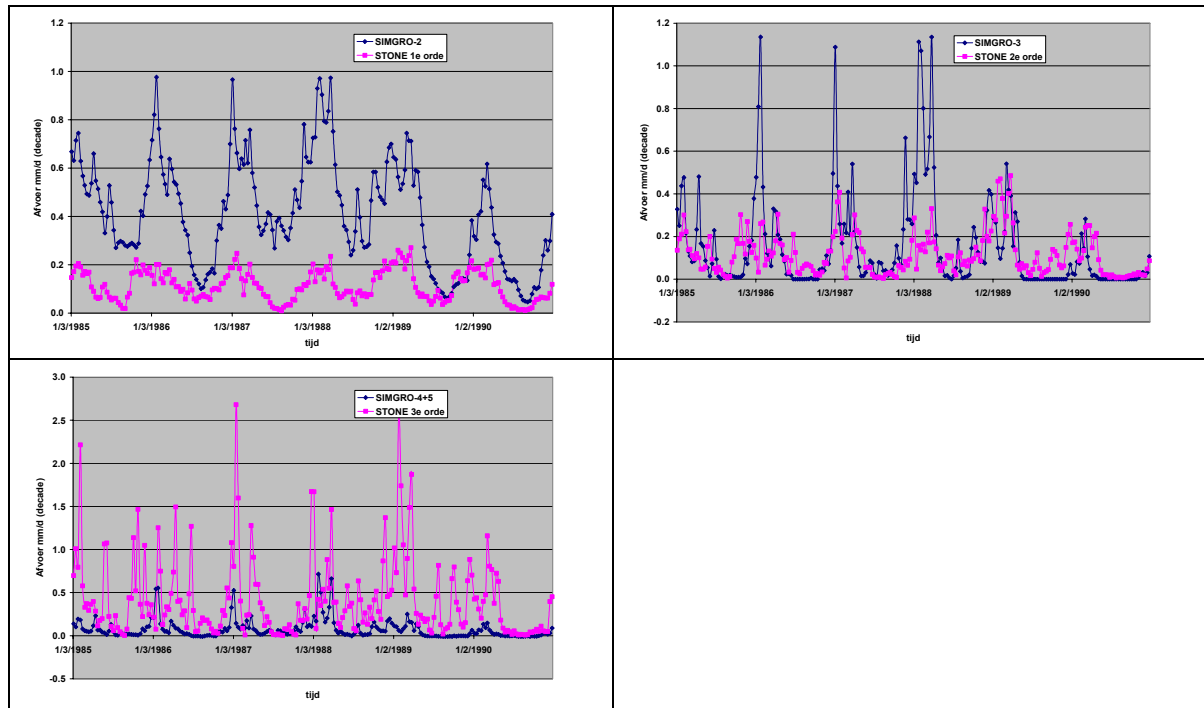 1.2
1.0
0.8
0.6
0.4
0.2
0.0
Afvoer mm/d (decade)
SIMGRO-2
STONE 1e orde
1/3/1985 1/3/1986 1/3/1987 1/3/1988 1/2/1989 1/2/1990
tijd
1.2
1.0
0.8
0.6
0.4
0.2
0.0
-0.2
Afvoer mm/d (decade)
SIMGRO-3
STONE 2e orde
1/3/1985 1/3/1986 1/3/1987 1/3/1988 1/2/1989 1/2/1990
tijd
3.0
2.5
2.0
1.5
1.0
0.5
0.0
-0.5
Afvoer mm/d (decade)
SIMGRO-4+5
STONE 3e orde
1/3/1985 1/3/1986 1/3/1987 1/3/1988 1/2/1989 1/2/1990
tijd